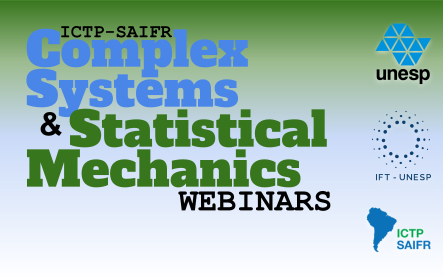 ICTP-SAIFR
Complex
Systems
& Statistical
Mechanics
WEBINARS
unesp
IFT - UNESP
ICTP
SAIFR